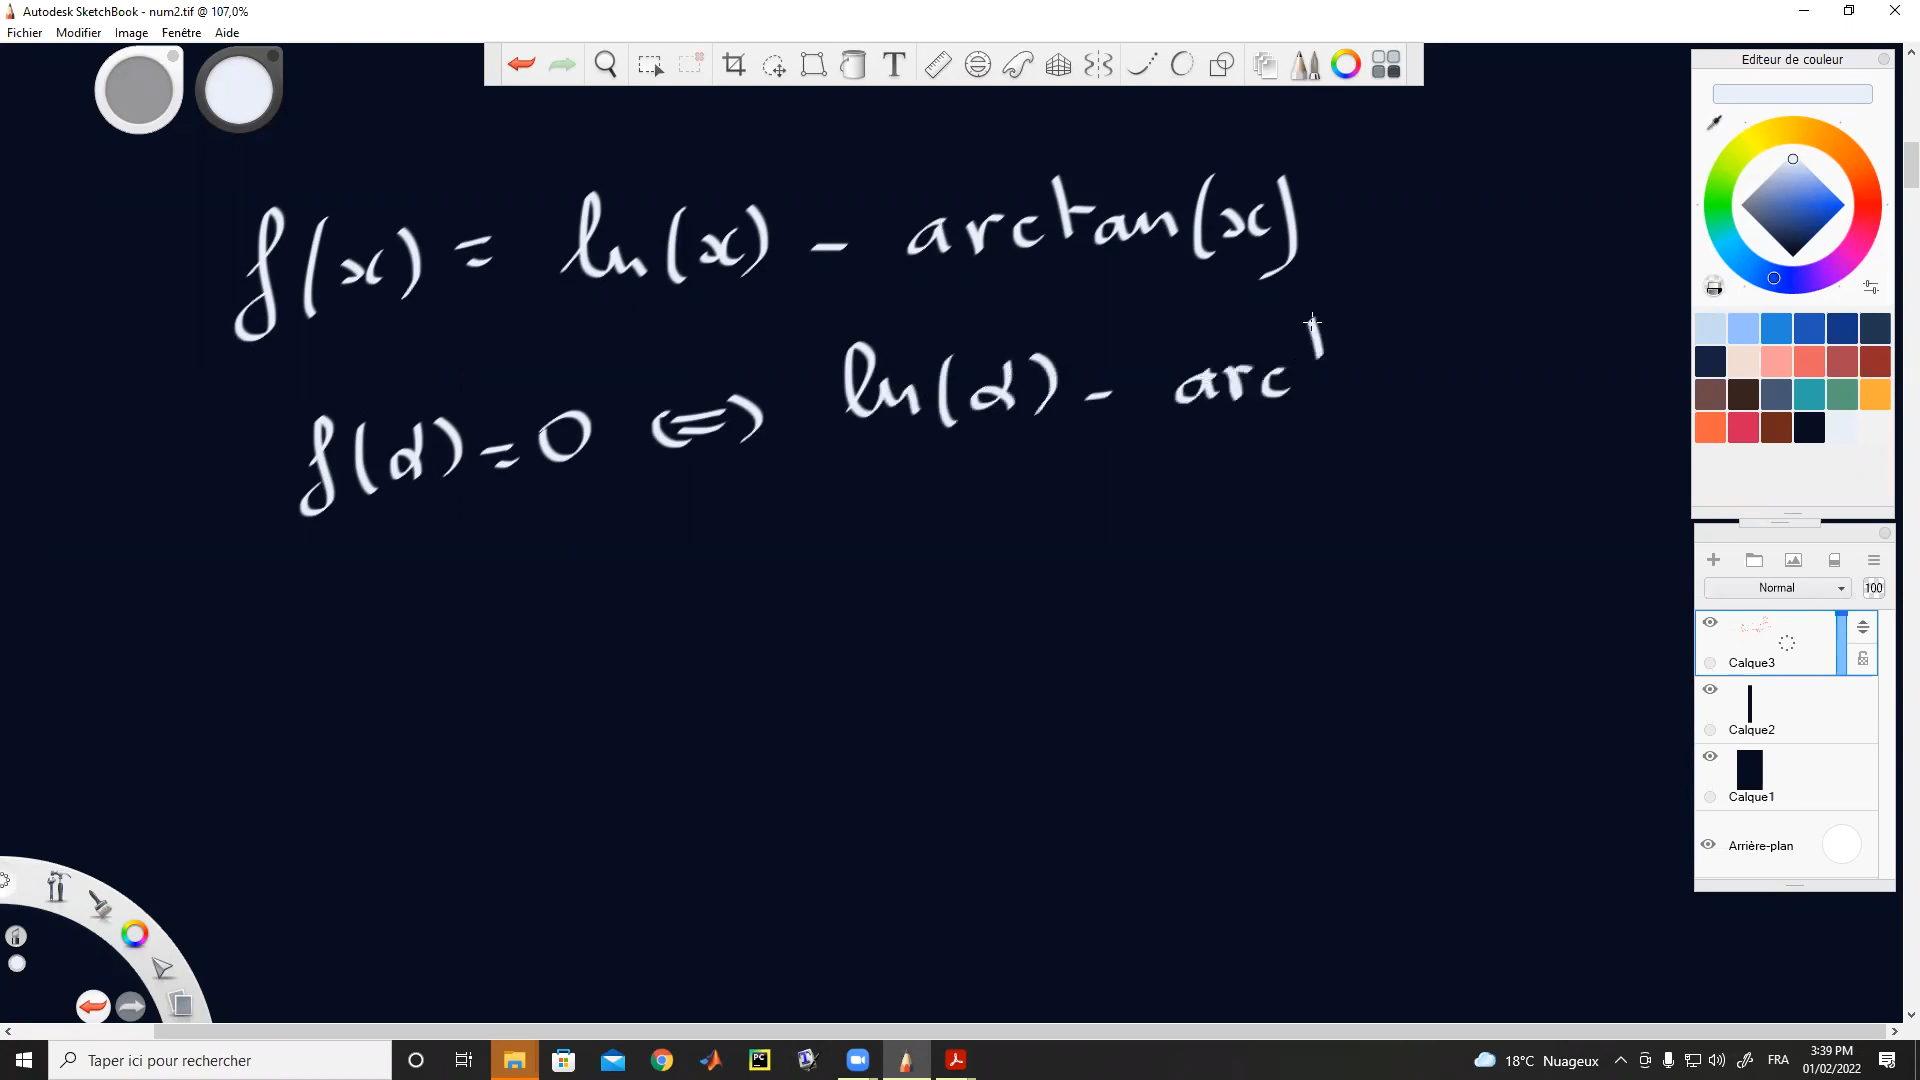 Autodesk SketchBook - num2.tif @ 107,0%
Fichier Modifier Image Fenêtre Aide
T
Editeur de couleur
f(x) = ln(x) - arctan(x)
f(α)=0 <=> ln(α) - arc
Normal 100
Calque3
Calque2
Calque1
Arrière-plan
Taper ici pour rechercher
PC
18°C Nuageux
FRA
3:39 PM
01/02/2022